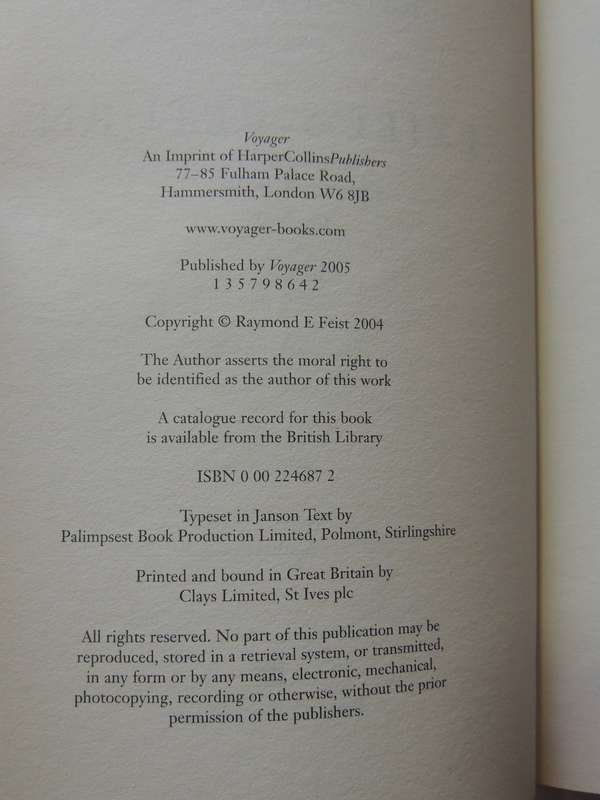 Voyager
An Imprint of HarperCollinsPublishers
77–85 Fulham Palace Road,
Hammersmith, London W6 8JB
www.voyager-books.com
Published by Voyager 2005
1 3 5 7 9 8 6 4 2
Copyright © Raymond E Feist 2004
The Author asserts the moral right to
be identified as the author of this work
A catalogue record for this book
is available from the British Library
ISBN 0 00 224687 2
Typeset in Janson Text by
Palimpsest Book Production Limited, Polmont, Stirlingshire
Printed and bound in Great Britain by
Clays Limited, St Ives plc
All rights reserved. No part of this publication may be
reproduced, stored in a retrieval system, or transmitted,
in any form or by any means, electronic, mechanical,
photocopying, recording or otherwise, without the prior
permission of the publishers.